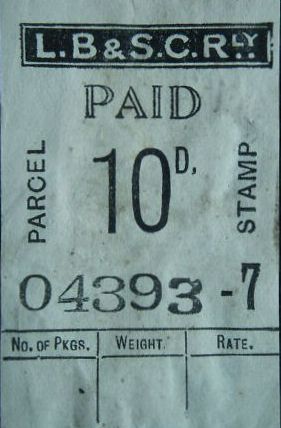 L.B&S.C.RLY.
PAID
PARCEL
10D.
STAMP
04393-7
No. OF PKGS. WEIGHT. RATE.